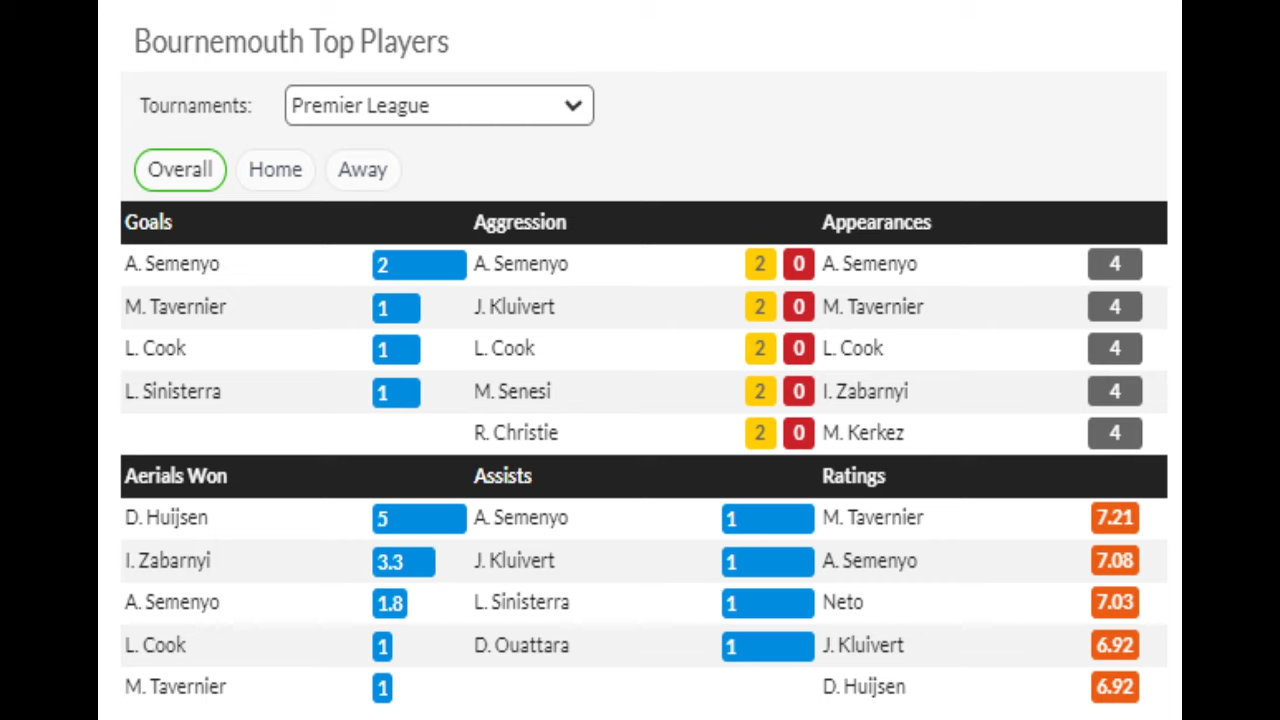 Bournemouth Top Players
Tournaments: Premier League
Overall Home Away
Goals Aggression Appearances
A. Semenyo 2 A. Semenyo 2 0 A. Semenyo 4
M. Tavernier 1 J. Kluivert 2 0 M. Tavernier 4
L. Cook 1 L. Cook 2 0 L. Cook 4
L. Sinisterra 1 M. Senesi 2 0 I. Zabarnyi 4
R. Christie 2 0 M. Kerkez 4
Aerials Won Assists Ratings
D. Huijsen 5 A. Semenyo 1 M. Tavernier 7.21
I. Zabarnyi 3.3 J. Kluivert 1 A. Semenyo 7.08
A. Semenyo 1.8 L. Sinisterra 1 Neto 7.03
L. Cook 1 D. Ouattara 1 J. Kluivert 6.92
M. Tavernier 1 D. Huijsen 6.92